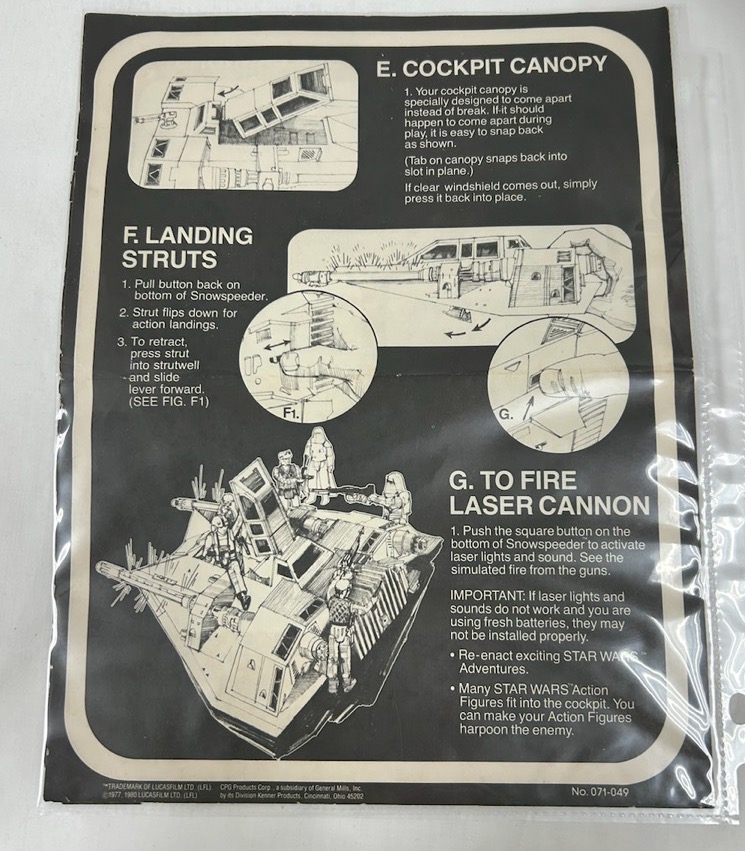 E. COCKPIT CANOPY
1. Your cockpit canopy is
specially designed to come apart
instead of break. If it should
happen to come apart during
play, it is easy to snap back
as shown.
(Tab on canopy snaps back into
slot in plane.)
If clear windshield comes out, simply
press it back into place.
F. LANDING
STRUTS
1. Pull button back on
bottom of Snowspeeder.
2. Strut flips down for
action landings.
3. To retract,
press strut
into strutwell
and slide
lever forward.
(SEE FIG. F1)
F1.
G.
G. TO FIRE
LASER CANNON
1. Push the square button on the
bottom of Snowspeeder to activate
laser lights and sound. See the
simulated fire from the guns.
IMPORTANT: If laser lights and
sounds do not work and you are
using fresh batteries, they may
not be installed properly.
• Re-enact exciting STAR WARS™
Adventures.
• Many STAR WARS™ Action
Figures fit into the cockpit. You
can make your Action Figures
harpoon the enemy.
™TRADEMARK OF LUCASFILM LTD. (LFL)
©1977, 1980 LUCASFILM LTD. (LFL)
CPG Products Corp., a subsidiary of General Mills, Inc.
by its Division Kenner Products, Cincinnati, Ohio 45202
No. 071-049